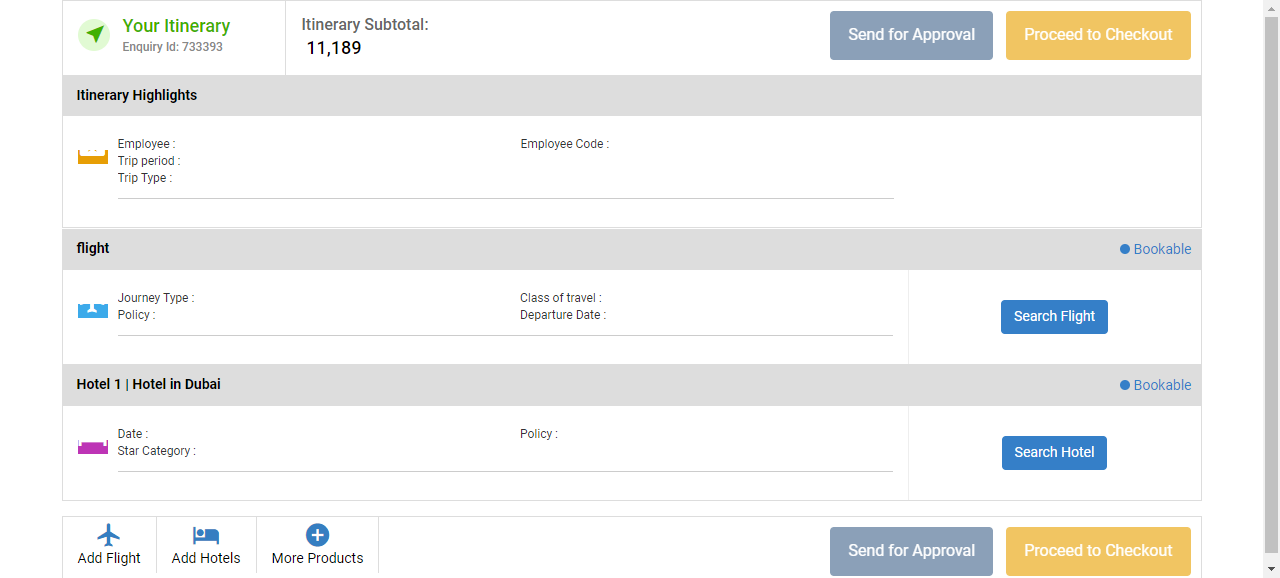 Your Itinerary
Enquiry Id: 733393
Itinerary Subtotal:
11,189
Send for Approval
Proceed to Checkout
Itinerary Highlights
Employee :
Employee Code :
Trip period :
Trip Type :
flight
Bookable
Journey Type :
Class of travel :
Policy :
Departure Date :
Search Flight
Hotel 1 | Hotel in Dubai
Bookable
Date :
Policy :
Star Category :
Search Hotel
Add Flight
Add Hotels
More Products
Send for Approval
Proceed to Checkout